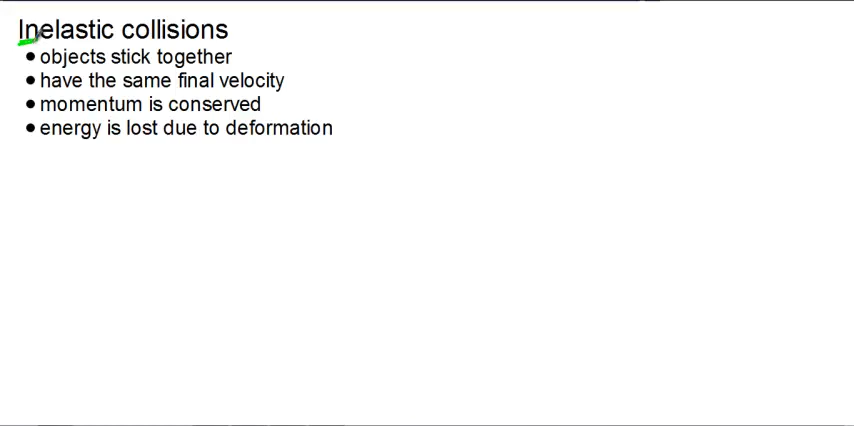 Inelastic collisions
• objects stick together
• have the same final velocity
• momentum is conserved
• energy is lost due to deformation